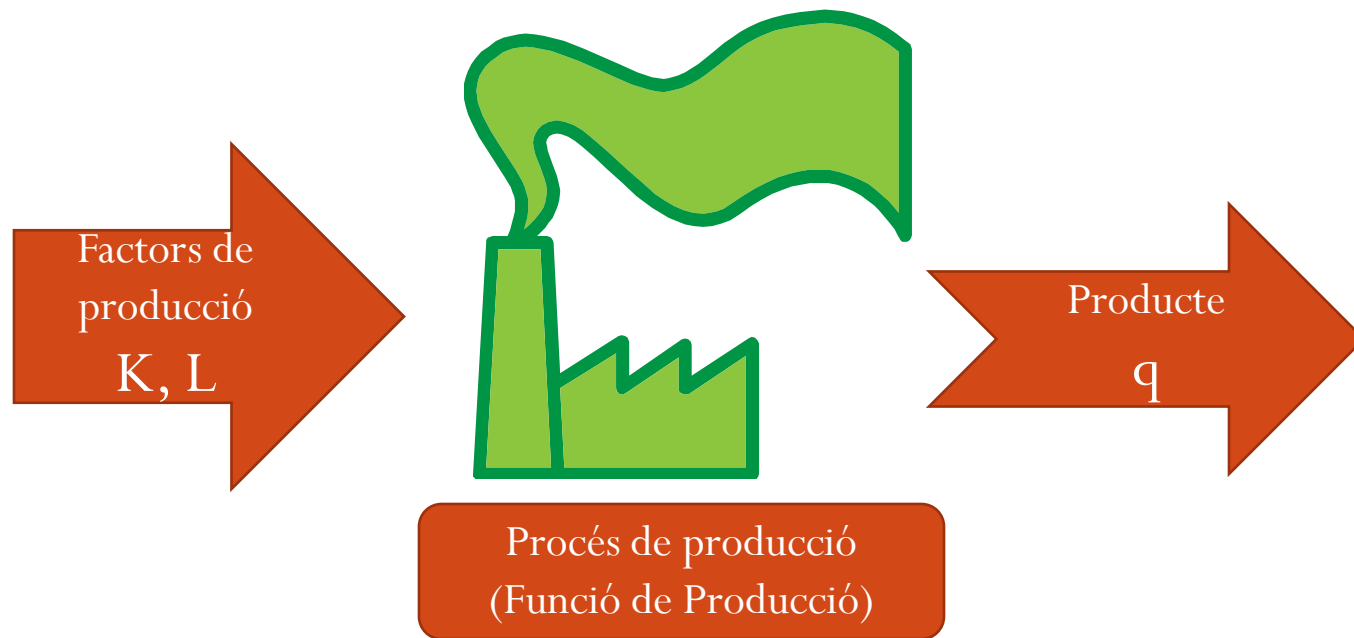 Factors de
producció
K, L
Procés de producció
(Funció de Producció)
Producte
q